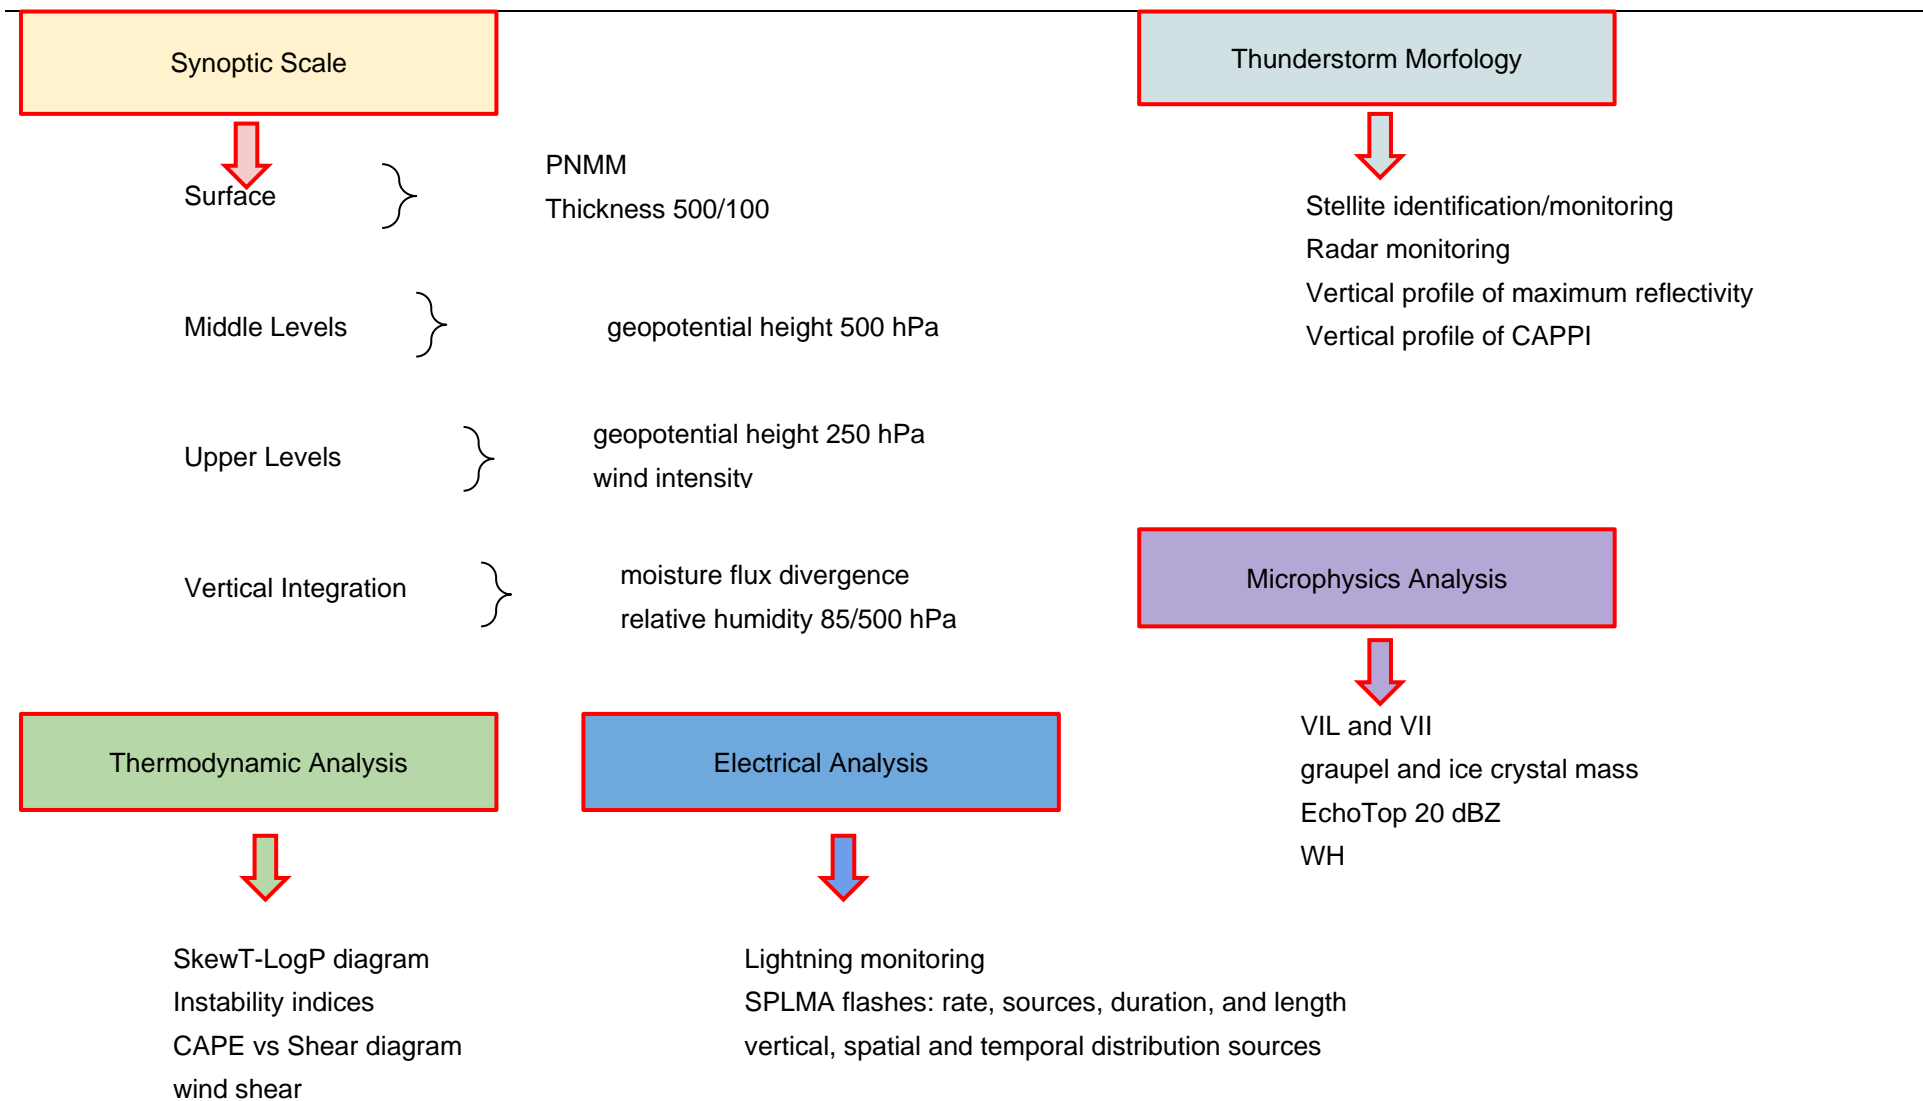 Synoptic Scale
Surface
PNMM
Thickness 500/100
Middle Levels
geopotential height 500 hPa
Upper Levels
geopotential height 250 hPa
wind intensity
Vertical Integration
moisture flux divergence
relative humidity 85/500 hPa
Thunderstorm Morfology
Stellite identification/monitoring
Radar monitoring
Vertical profile of maximum reflectivity
Vertical profile of CAPPI
Microphysics Analysis
VIL and VII
graupel and ice crystal mass
EchoTop 20 dBZ
WH
Thermodynamic Analysis
SkewT-LogP diagram
Instability indices
CAPE vs Shear diagram
wind shear
Electrical Analysis
Lightning monitoring
SPLMA flashes: rate, sources, duration, and length
vertical, spatial and temporal distribution sources